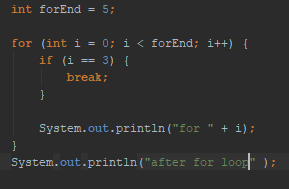 int forEnd = 5;
for (int i = 0; i < forEnd; i++) {
if (i == 3) {
break;
}
System.out.println("for " + i);
}
System.out.println("after for loop" );